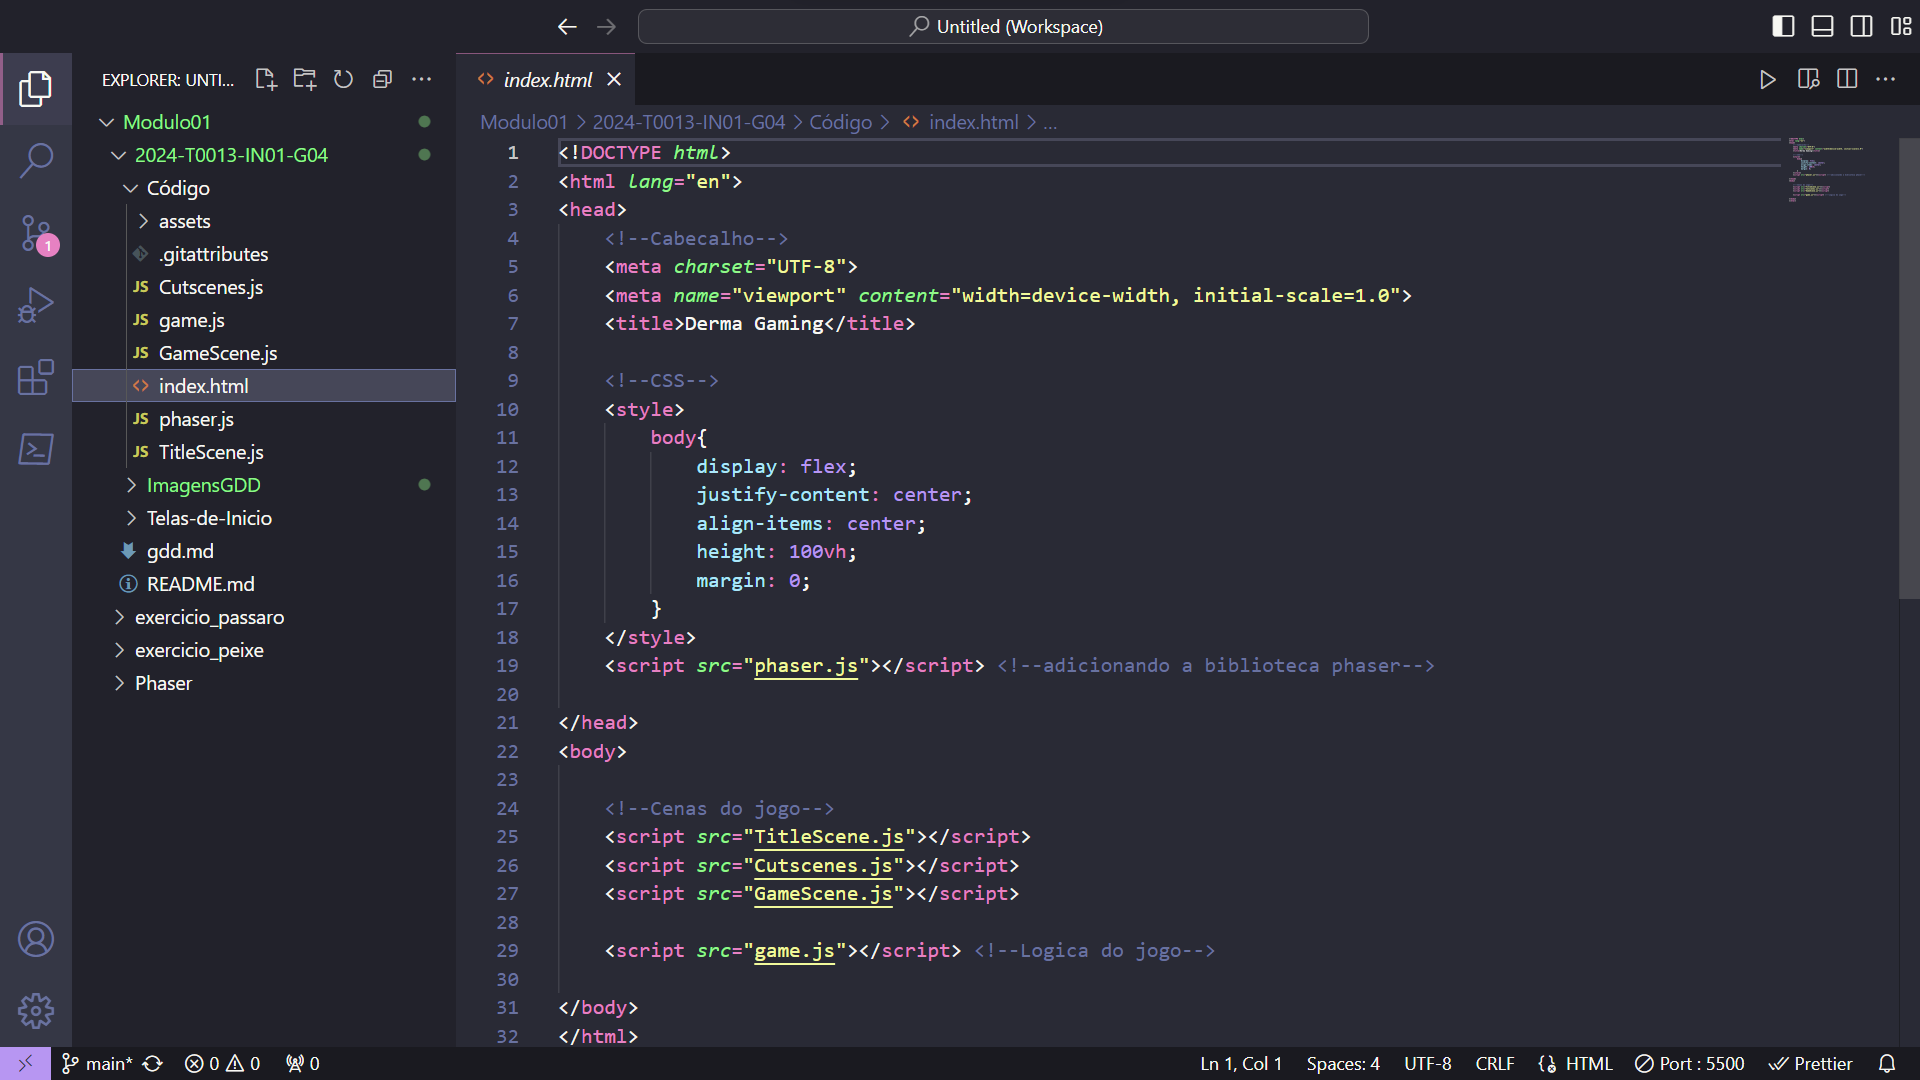 Untitled (Workspace)
EXPLORER: UNTI...
index.html
Modulo01
2024-T0013-IN01-G04
Código
assets
.gitattributes
JS Cutscenes.js
JS game.js
JS GameScene.js
index.html
JS phaser.js
JS TitleScene.js
ImagensGDD
Telas-de-Inicio
gdd.md
README.md
exercicio_passaro
exercicio_peixe
Phaser
1
Modulo01 > 2024-T0013-IN01-G04 > Código > index.html > ...
1 <!DOCTYPE html>
2 <html lang="en">
3 <head>
4 <!--Cabecalho-->
5 <meta charset="UTF-8">
6 <meta name="viewport" content="width=device-width, initial-scale=1.0">
7 <title>Derma Gaming</title>
8
9 <!--CSS-->
10 <style>
11 body{
12 display: flex;
13 justify-content: center;
14 align-items: center;
15 height: 100vh;
16 margin: 0;
17 }
18 </style>
19 <script src="phaser.js"></script> <!--adicionando a biblioteca phaser-->
20
21 </head>
22 <body>
23
24 <!--Cenas do jogo-->
25 <script src="TitleScene.js"></script>
26 <script src="Cutscenes.js"></script>
27 <script src="GameScene.js"></script>
28
29 <script src="game.js"></script> <!--Logica do jogo-->
30
31 </body>
32 </html>
main* 0 0 0 Ln 1, Col 1 Spaces: 4 UTF-8 CRLF HTML Port : 5500 Prettier